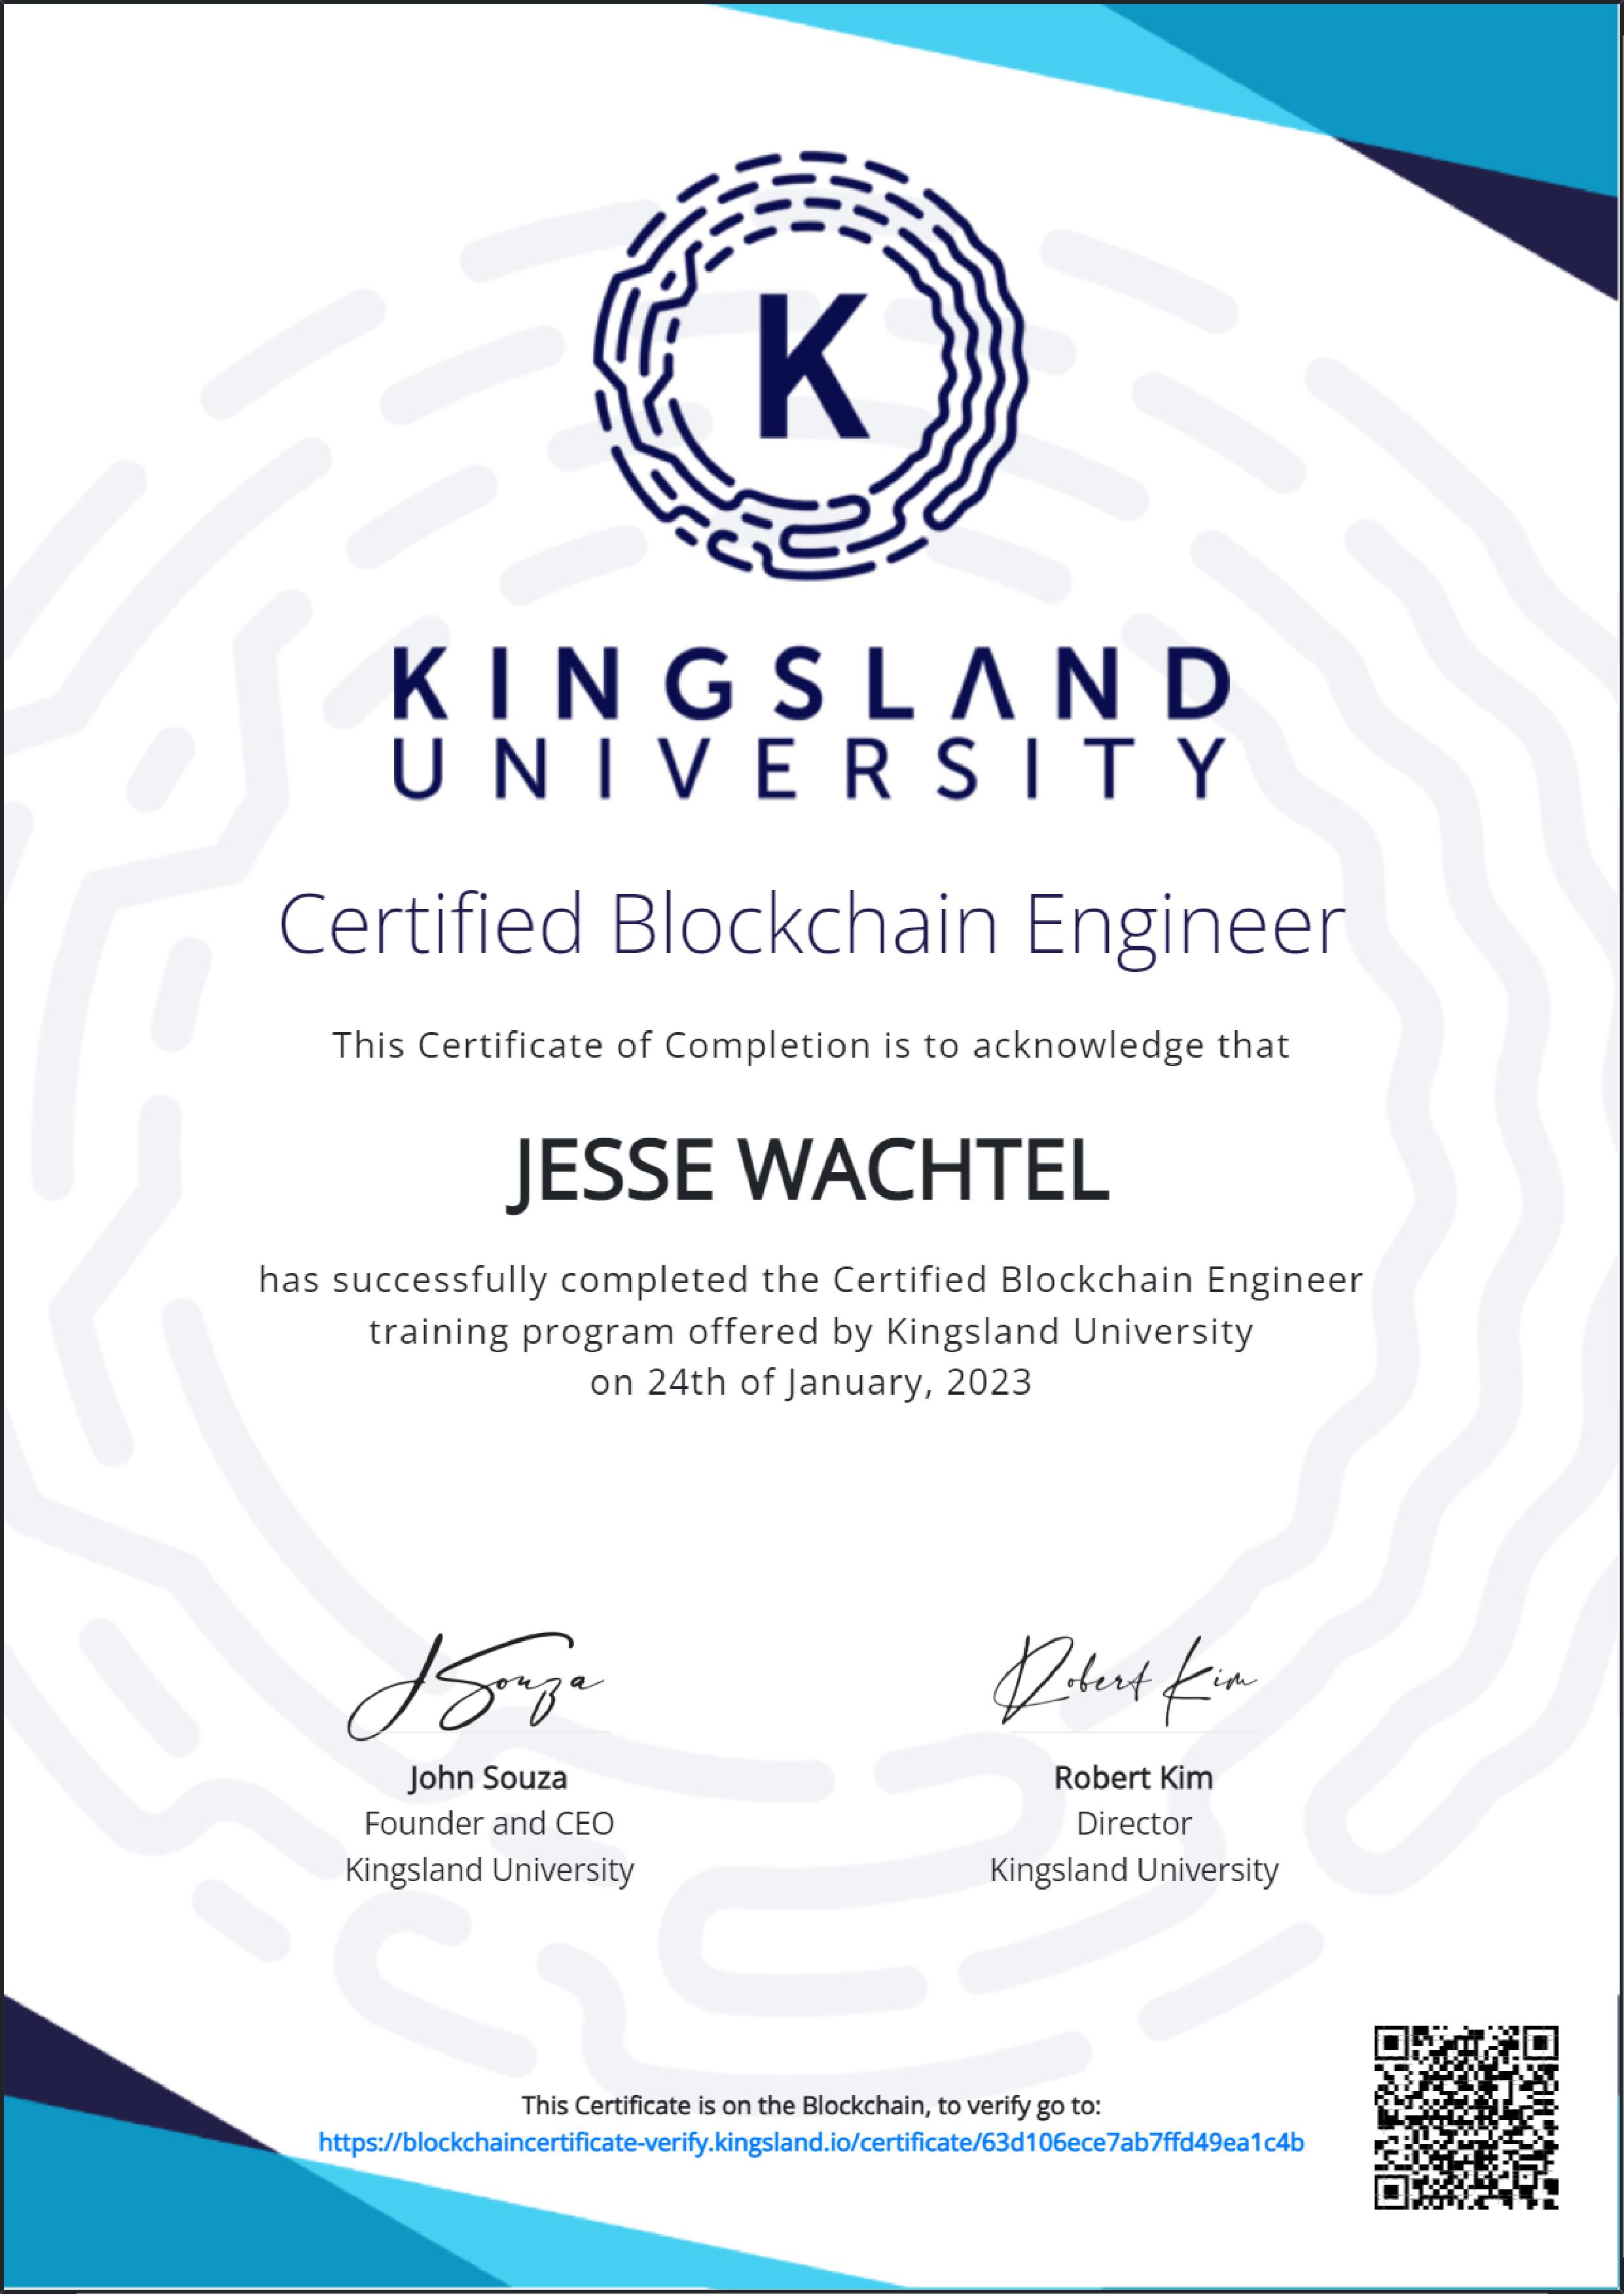 K
KINGSLAND
UNIVERSITY
Certified Blockchain Engineer
This Certificate of Completion is to acknowledge that
JESSE WACHTEL
has successfully completed the Certified Blockchain Engineer
training program offered by Kingsland University
on 24th of January, 2023
J Souza
Robert Kim
John Souza
Founder and CEO
Kingsland University
Robert Kim
Director
Kingsland University
This Certificate is on the Blockchain, to verify go to:
https://blockchaincertificate-verify.kingsland.io/certificate/63d106ece7ab7ffd49ea1c4b